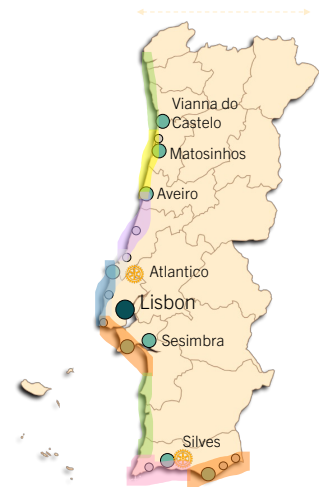 Vianna do
Castelo
Matosinhos
Aveiro
Atlantico
Lisbon
Sesimbra
Silves